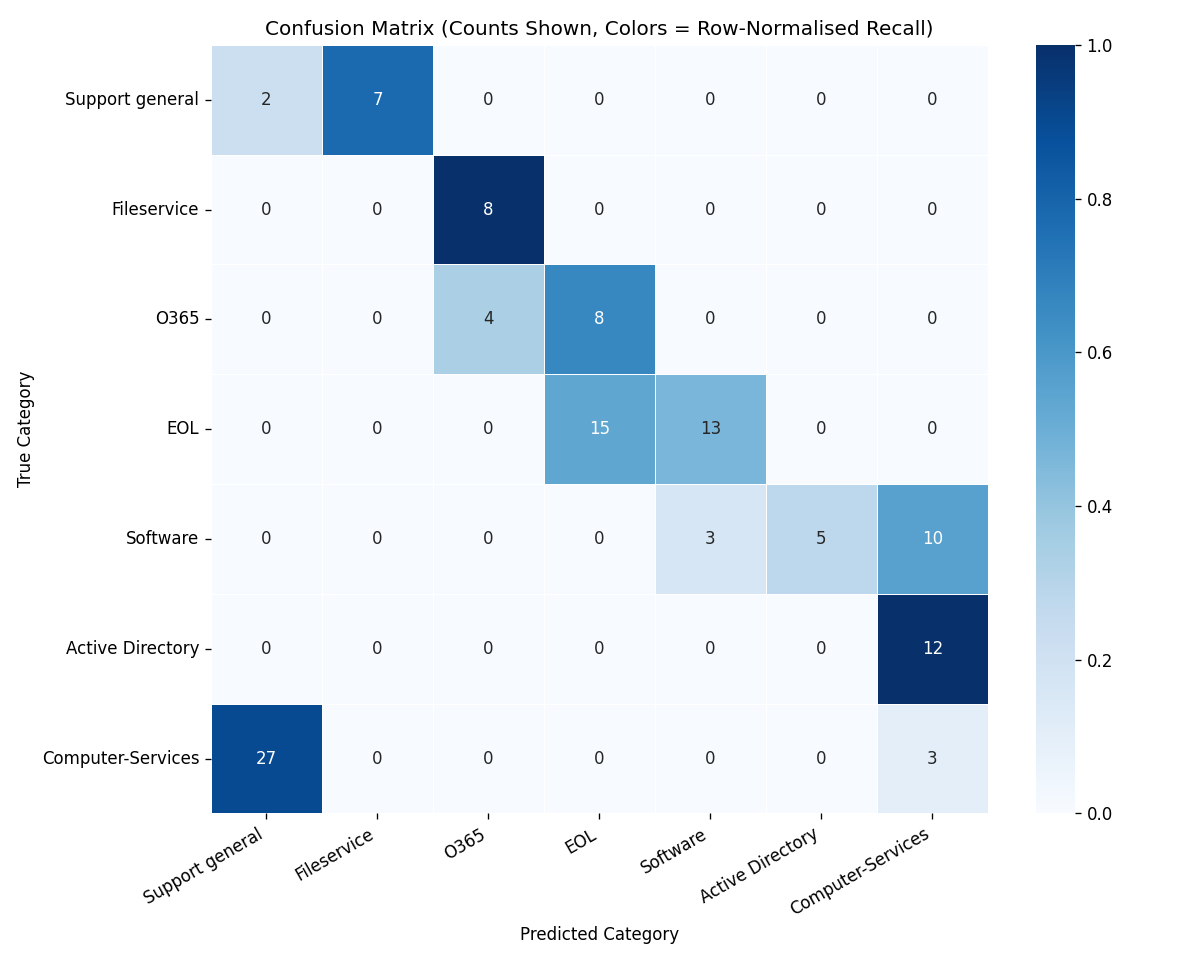 Confusion Matrix (Counts Shown, Colors = Row-Normalised Recall)
True Category
Support general 2 7 0 0 0 0 0
Fileservice 0 0 8 0 0 0 0
O365 0 0 4 8 0 0 0
EOL 0 0 0 15 13 0 0
Software 0 0 0 0 3 5 10
Active Directory 0 0 0 0 0 0 12
Computer-Services 27 0 0 0 0 0 3
Support general Fileservice O365 EOL Software Active Directory Computer-Services
Predicted Category
1.0
0.8
0.6
0.4
0.2
0.0